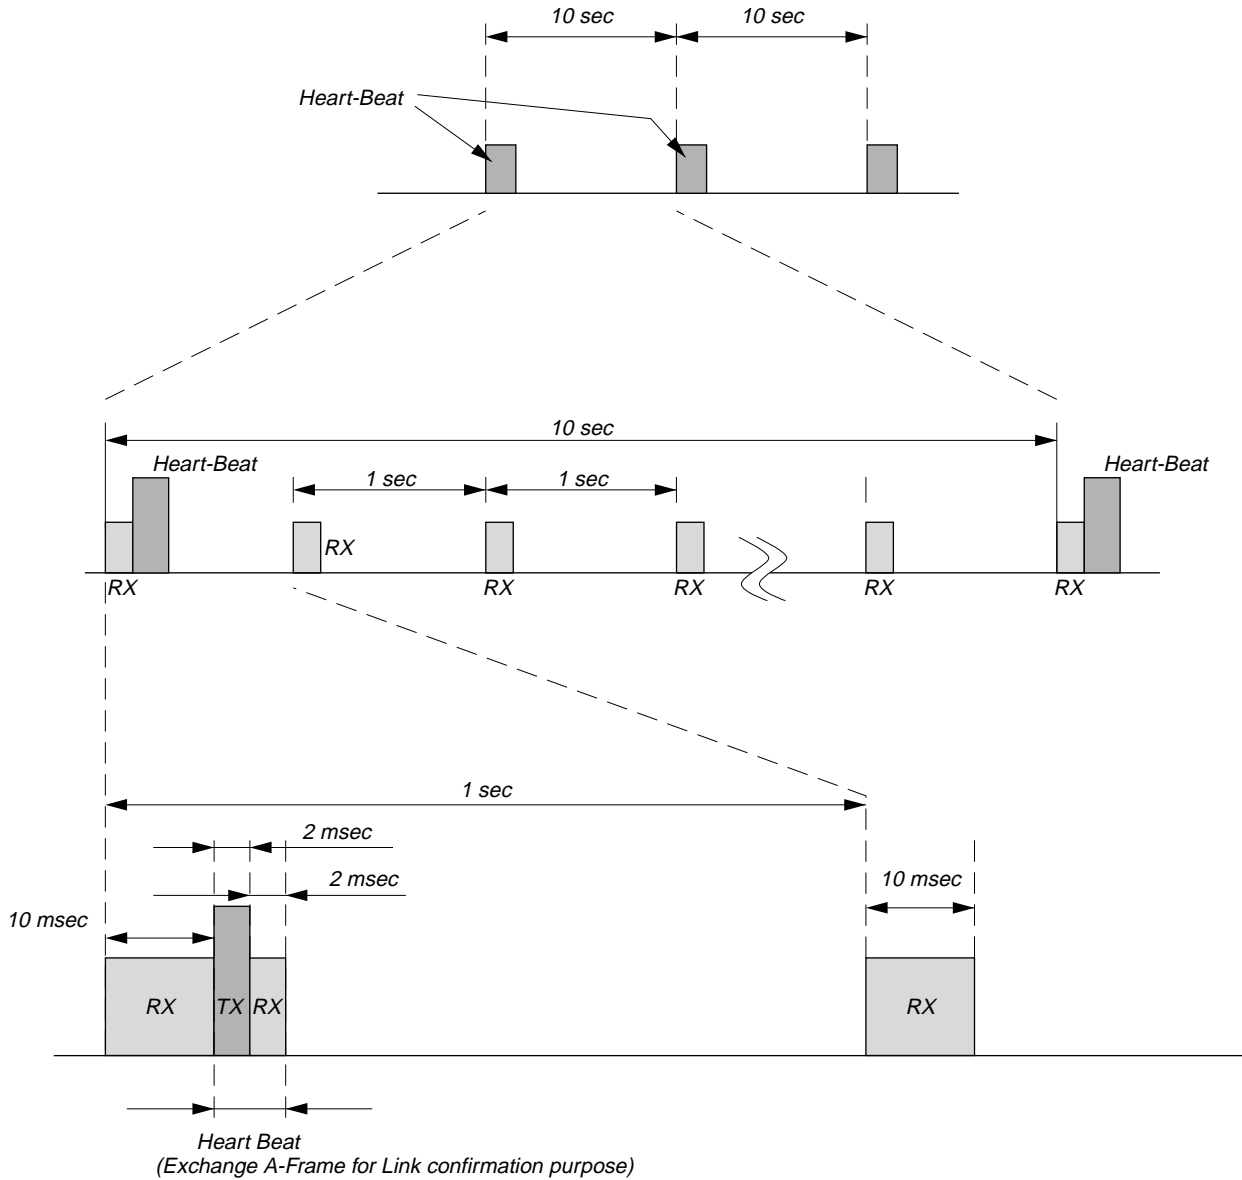 10 sec 10 sec
Heart-Beat
10 sec
Heart-Beat Heart-Beat
1 sec 1 sec
RX
RX RX RX RX RX
1 sec
2 msec
2 msec 10 msec
10 msec
RX TX RX RX
Heart Beat
(Exchange A-Frame for Link confirmation purpose)